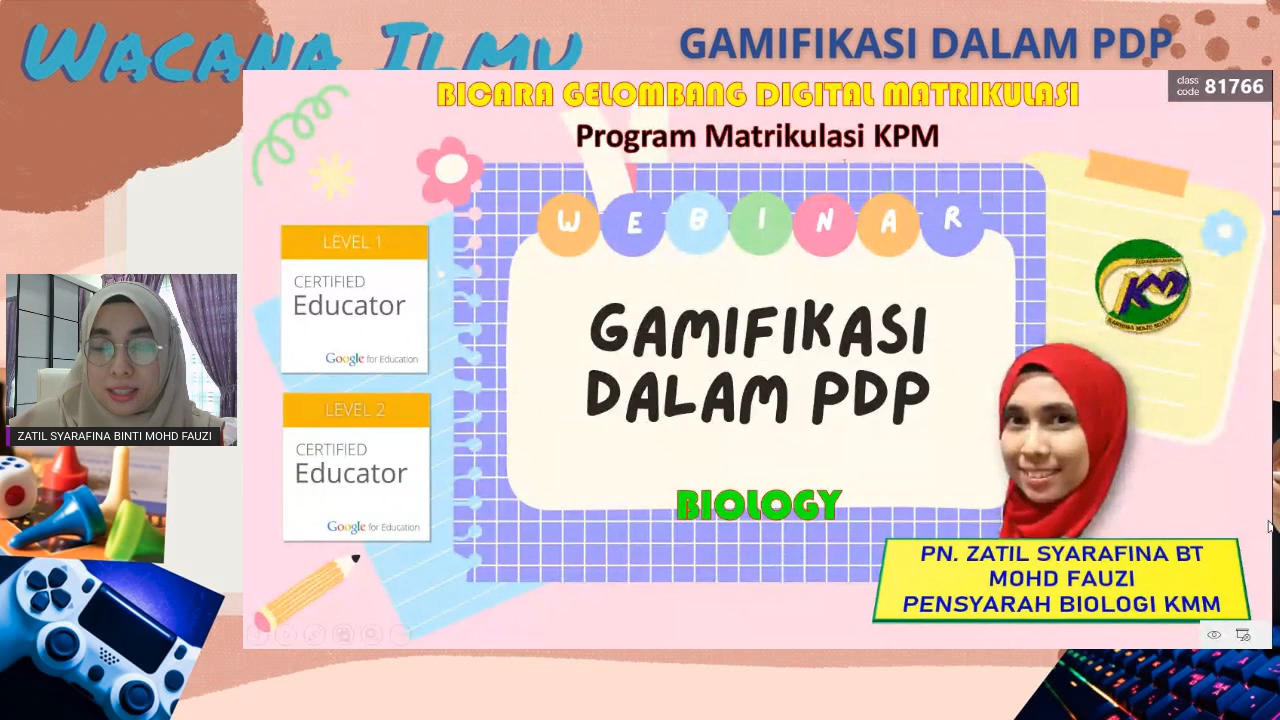 WACANA ILMU
GAMIFIKASI DALAM PDP
BICARA GELOMBANG DIGITAL MATRIKULASI
Program Matrikulasi KPM
class
code 81766
WEBINAR
LEVEL 1
CERTIFIED
Educator
Google for Education
LEVEL 2
CERTIFIED
Educator
Google for Education
GAMIFIKASI
DALAM PDP
BIOLOGY
KMM
ZATIL SYARAFINA BINTI MOHD FAUZI
PN. ZATIL SYARAFINA BT
MOHD FAUZI
PENSYARAH BIOLOGI KMM